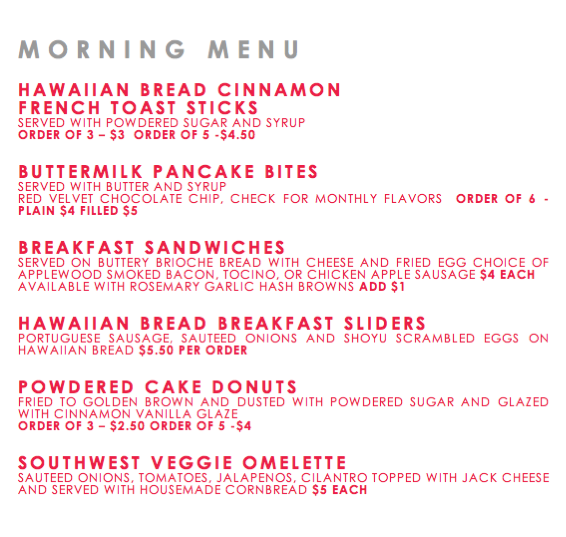 MORNING MENU
HAWAIIAN BREAD CINNAMON
FRENCH TOAST STICKS
SERVED WITH POWDERED SUGAR AND SYRUP
ORDER OF 3 – $3 ORDER OF 5 -$4.50
BUTTERMILK PANCAKE BITES
SERVED WITH BUTTER AND SYRUP
RED VELVET CHOCOLATE CHIP, CHECK FOR MONTHLY FLAVORS ORDER OF 6 -
PLAIN $4 FILLED $5
BREAKFAST SANDWICHES
SERVED ON BUTTERY BRIOCHE BREAD WITH CHEESE AND FRIED EGG CHOICE OF
APPLEWOOD SMOKED BACON, TOCINO, OR CHICKEN APPLE SAUSAGE $4 EACH
AVAILABLE WITH ROSEMARY GARLIC HASH BROWNS ADD $1
HAWAIIAN BREAD BREAKFAST SLIDERS
PORTUGUESE SAUSAGE, SAUTEED ONIONS AND SHOYU SCRAMBLED EGGS ON
HAWAIIAN BREAD $5.50 PER ORDER
POWDERED CAKE DONUTS
FRIED TO GOLDEN BROWN AND DUSTED WITH POWDERED SUGAR AND GLAZED
WITH CINNAMON VANILLA GLAZE
ORDER OF 3 – $2.50 ORDER OF 5 -$4
SOUTHWEST VEGGIE OMELETTE
SAUTEED ONIONS, TOMATOES, JALAPENOS, CILANTRO TOPPED WITH JACK CHEESE
AND SERVED WITH HOUSEMADE CORNBREAD $5 EACH